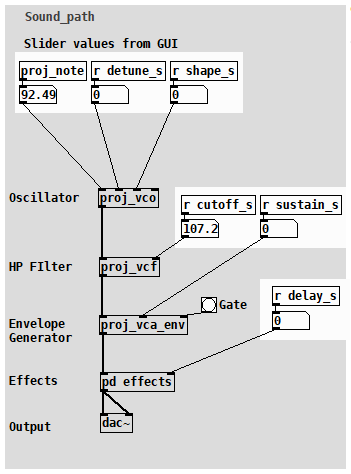 Sound_path
Slider values from GUI
proj_note r detune_s r shape_s
92.49 0 0
Oscillator proj_vco
r cutoff_s r sustain_s
107.2 0
HP FIlter proj_vcf
Gate
r delay_s
Envelope Generator proj_vca_env 0
Effects pd effects
Output dac~